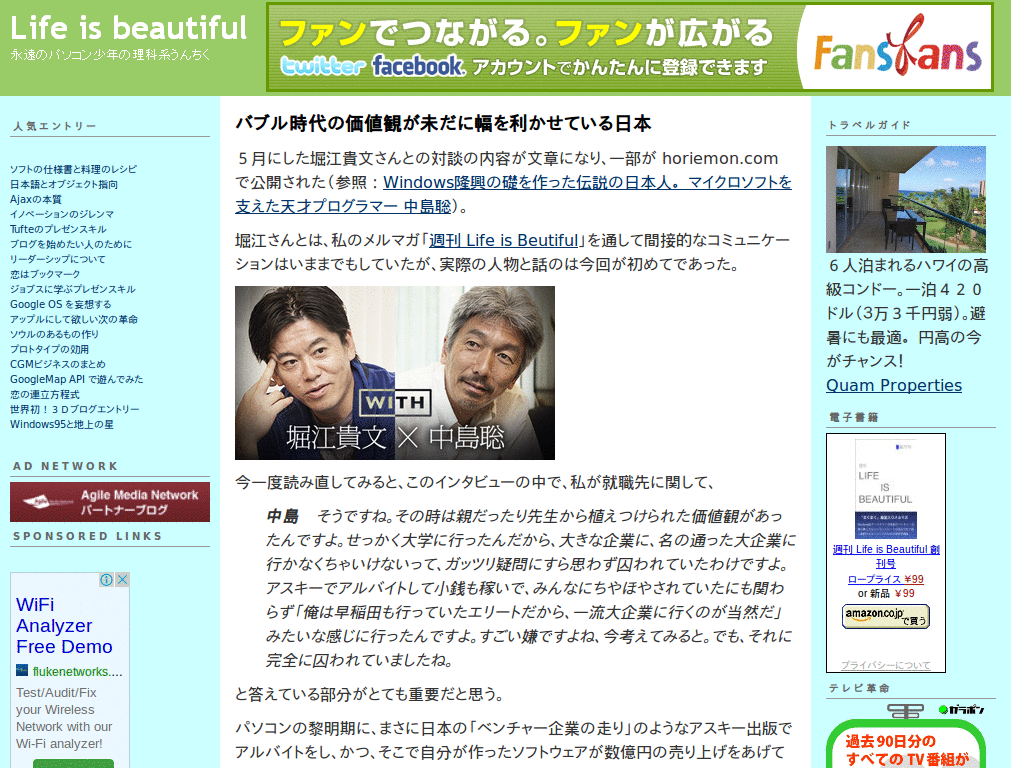 Life is beautiful
永遠のパソコン少年の理科系うんちく
ファンでつながる。ファンが広がる
twitter facebook. アカウントでかんたんに登録できます
Fans fans
人気エントリー
ソフトの仕様書と料理のレシピ
日本語とオブジェクト指向
Ajaxの本質
イノベーションのジレンマ
Tufteのプレゼンスキル
ブログを始めたい人のために
リーダーシップについて
恋はブックマーク
ジョブスに学ぶプレゼンスキル
Google OS を妄想する
アップルにして欲しい次の革命
ソウルのあるもの作り
プロトタイプの効用
CGMビジネスのまとめ
GoogleMap API で遊んでみた
恋の連立方程式
世界初！３Ｄブログエントリー
Windows95と地上の星
AD NETWORK
Agile Media Network
パートナーブログ
SPONSORED LINKS
WiFi
Analyzer
Free Demo
flukenetworks....
Test/Audit/Fix
your Wireless
Network with our
Wi-Fi analyzer!
バブル時代の価値観が未だに幅を利かせている日本
５月にした堀江貴文さんとの対談の内容が文章になり、一部が horiemon.com
で公開された（参照：Windows隆興の礎を作った伝説の日本人。マイクロソフトを
支えた天才プログラマー 中島聡）。
堀江さんとは、私のメルマガ「週刊 Life is Beutiful」を通して間接的なコミュニケー
ションはいままでもしていたが、実際の人物と話のは今回が初めてであった。
WITH
堀江貴文 × 中島聡
今一度読み直してみると、このインタビューの中で、私が就職先に関して、
中島　そうですね。その時は親だったり先生から植えつけられた価値観があっ
たんですよ。せっかく大学に行ったんだから、大きな企業に、名の通った大企業に
行かなくちゃいけないって、ガッツリ疑問にすら思わず囚われていたわけですよ。
アスキーでアルバイトして小銭も稼いで、みんなにちやほやされていたにも関わ
らず「俺は早稲田も行っていたエリートだから、一流大企業に行くのが当然だ」
みたいな感じに行ったんですよ。すごい嫌ですよね、今考えてみると。でも、それに
完全に囚われていましたね。
と答えている部分がとても重要だと思う。
パソコンの黎明期に、まさに日本の「ベンチャー企業の走り」のようなアスキー出版で
アルバイトをし、かつ、そこで自分が作ったソフトウェアが数億円の売り上げをあげて
トラベルガイド
６人泊まれるハワイの高
級コンドー。一泊４２０
ドル（３万３千円弱）。避
暑にも最適。 円高の今
がチャンス！
Quam Properties
電子書籍
LIFE
IS
BEAUTIFUL
週刊 Life is Beautiful 創
刊号
ロープライス ￥99
or 新品 ￥99
amazon.co.jp
で買う
プライバシーについて
テレビ革命
ガラポン
過去90日分の
すべてのTV番組が